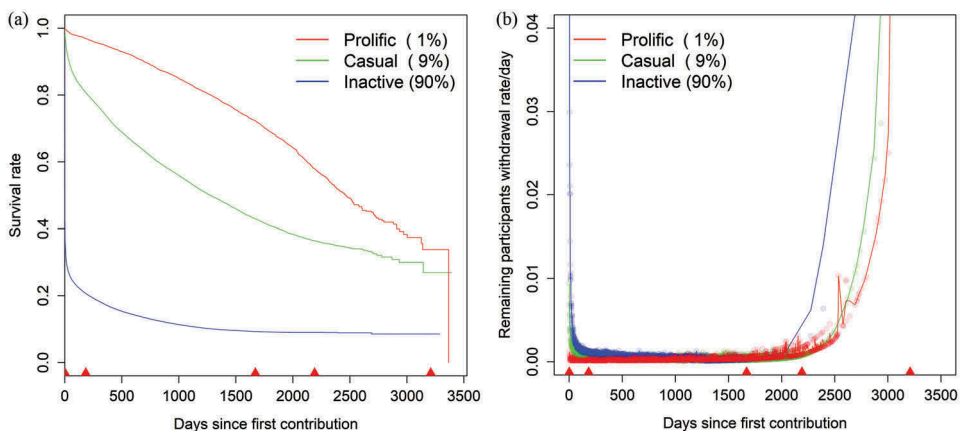 (a)
Prolific ( 1%)
Casual ( 9%)
Inactive (90%)
Survival rate
0.0 0.2 0.4 0.6 0.8 1.0
0 500 1000 1500 2000 2500 3000 3500
Days since first contribution
(b)
Prolific ( 1%)
Casual ( 9%)
Inactive (90%)
Remaining participants withdrawal rate/day
0.00 0.01 0.02 0.03 0.04
0 500 1000 1500 2000 2500 3000 3500
Days since first contribution